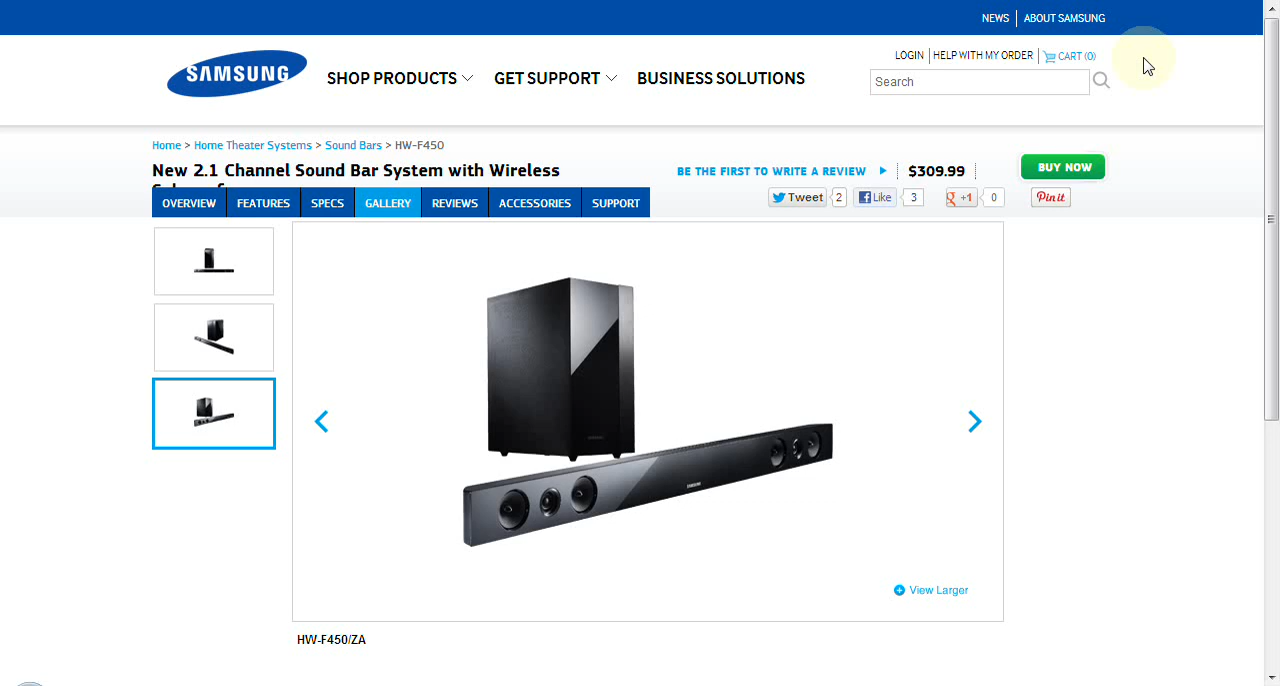 NEWS ABOUT SAMSUNG
LOGIN HELP WITH MY ORDER CART (0)
SAMSUNG SHOP PRODUCTS GET SUPPORT BUSINESS SOLUTIONS Search
Home > Home Theater Systems > Sound Bars > HW-F450
New 2.1 Channel Sound Bar System with Wireless
BE THE FIRST TO WRITE A REVIEW $309.99 BUY NOW
OVERVIEW FEATURES SPECS GALLERY REVIEWS ACCESSORIES SUPPORT
Tweet 2 Like 3 +1 0 Pin it
SAMSUNG
View Larger
HW-F450/ZA